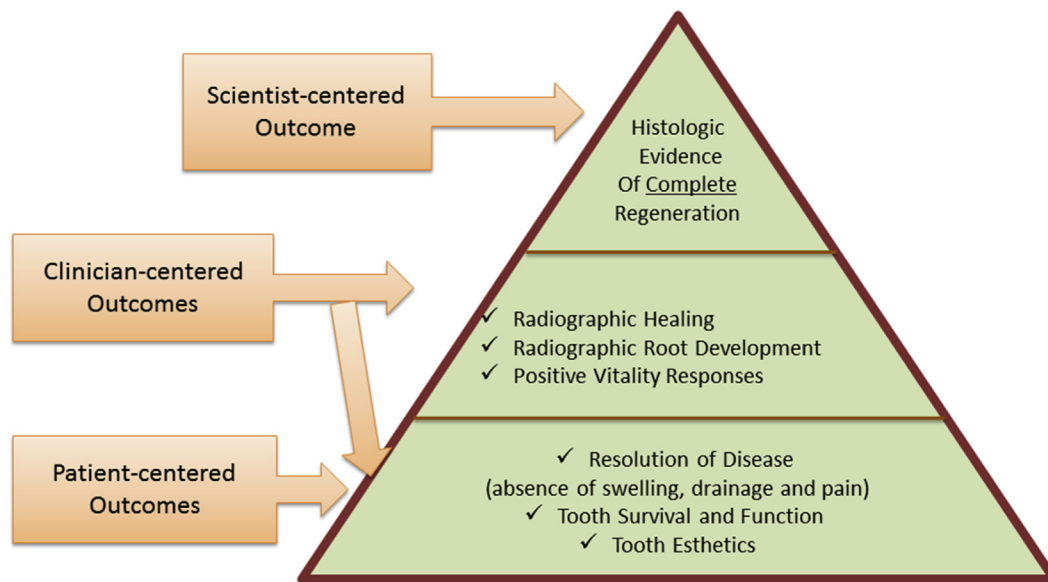 Scientist-centered
Outcome
Histologic
Evidence
Of Complete
Regeneration
Clinician-centered
Outcomes
✓ Radiographic Healing
✓ Radiographic Root Development
✓ Positive Vitality Responses
Patient-centered
Outcomes
✓ Resolution of Disease
(absence of swelling, drainage and pain)
✓ Tooth Survival and Function
✓ Tooth Esthetics